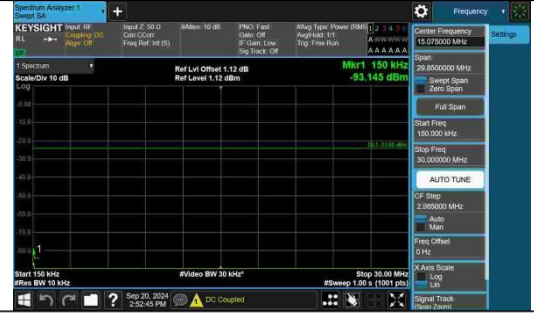 Spectrum Analyzer 1
Swept SA
+
Frequency
KEYSIGHT
Input: RF
Input Z: 50 Ω
#Atten: 10 dB
PNO: Fast
#Avg Type: Power (RMS
1 2 3 4 5 6
RL
Coupling: DC
Corr CCorr
Gate: Off
Avg|Hold: 1/1
A W W W W W
Align: Off
Freq Ref: Int (S)
IF Gain: Low
Trig: Free Run
Sig Track: Off
A A A A A A
1 Spectrum
Scale/Div 10 dB
Log
Ref Lvl Offset 1.12 dB
Ref Level 1.12 dBm
Mkr1 150 kHz
-93.145 dBm
1
Start 150 kHz
#Res BW 10 kHz
#Video BW 30 kHz*
Stop 30.00 MHz
#Sweep 1.00 s (1001 pts)
Sep 20, 2024
2:52:45 PM
DC Coupled
Center Frequency
15.075000 MHz
Settings
Span
29.8500000 MHz
Swept Span
Zero Span
Full Span
Start Freq
150.000 kHz
Stop Freq
30.000000 MHz
AUTO TUNE
CF Step
2.985000 MHz
Auto
Man
Freq Offset
0 Hz
X Axis Scale
Log
Lin
Signal Track
(Span Zoom)